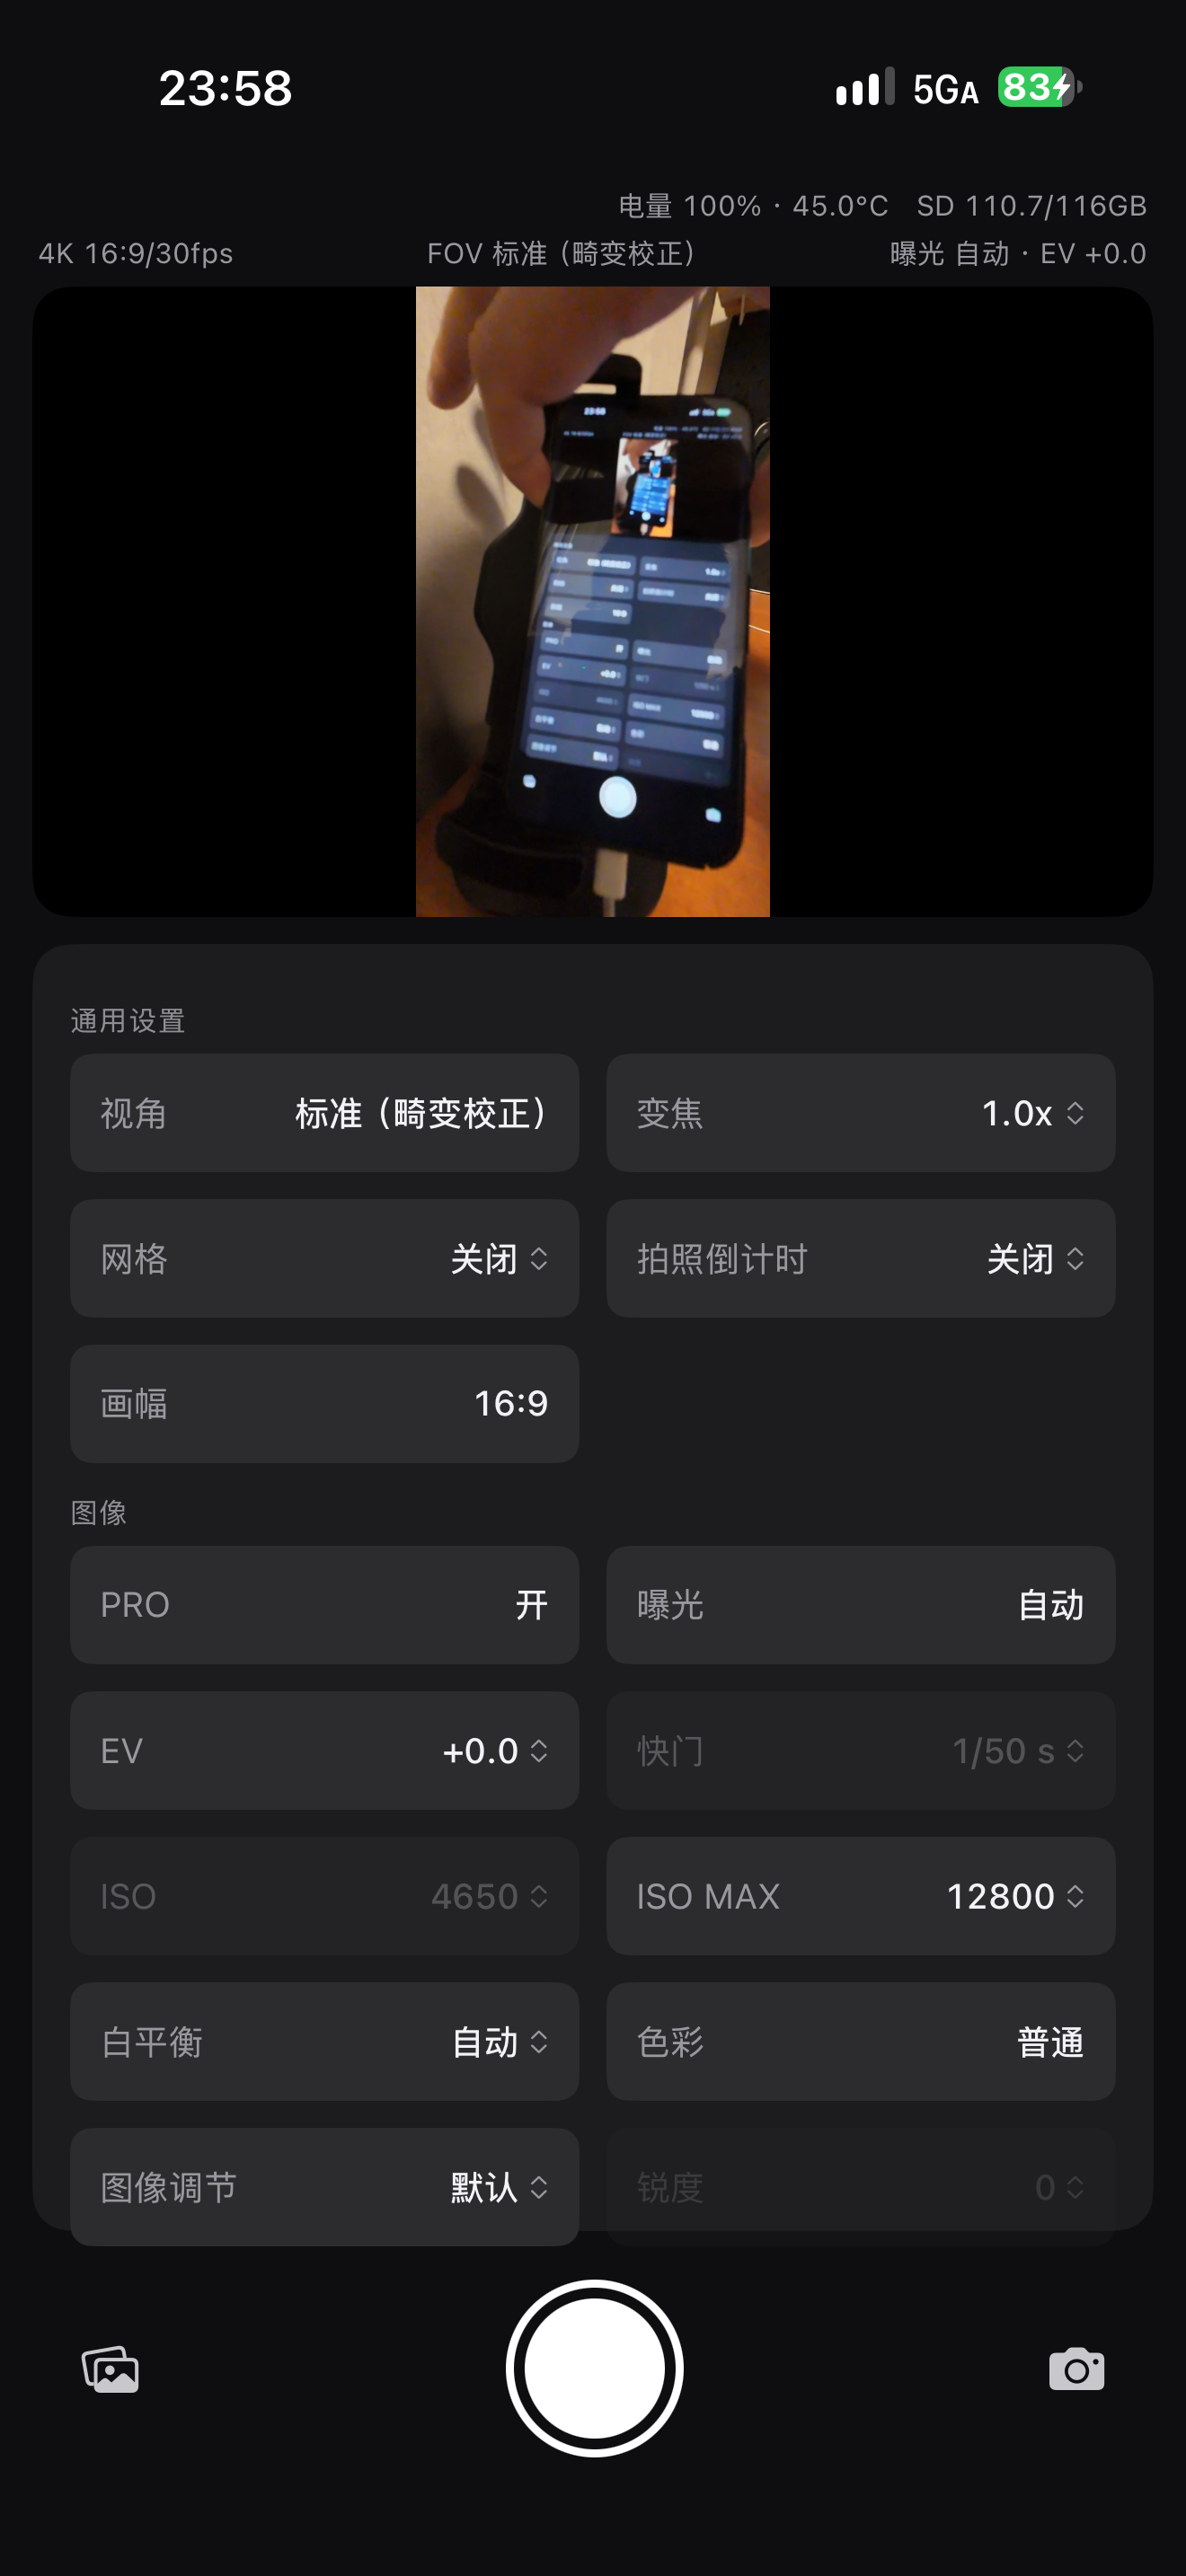 23:58 5GA 83
电量 100% · 45.0°C SD 110.7/116GB
4K 16:9/30fps FOV 标准（畸变校正） 曝光 自动 · EV +0.0
23:58
通用设置
视角 标准（畸变校正） 变焦 1.0x
网格 关闭 拍照倒计时 关闭
画幅 16:9
图像
PRO 开 曝光 自动
EV +0.0 快门 1/50 s
ISO 4650 ISO MAX 12800
白平衡 自动 色彩 普通
图像调节 默认 锐度 0